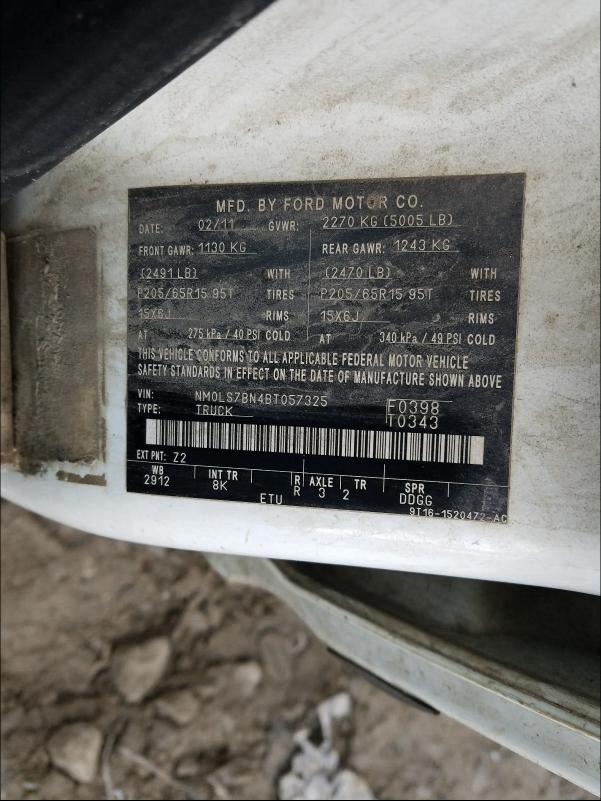 MFD. BY FORD MOTOR CO.
DATE: 02/11 GVWR: 2270 KG (5005 LB)
FRONT GAWR: 1130 KG REAR GAWR: 1243 KG
(2491 LB) WITH (2470 LB) WITH
P205/65R15 95T TIRES P205/65R15 95T TIRES
15X6J RIMS 15X6J RIMS
AT 275 kPa / 40 PSI COLD AT 340 kPa / 49 PSI COLD
THIS VEHICLE CONFORMS TO ALL APPLICABLE FEDERAL MOTOR VEHICLE
SAFETY STANDARDS IN EFFECT ON THE DATE OF MANUFACTURE SHOWN ABOVE
VIN: NM0LS7BN4BT057325 F0398
TYPE: TRUCK T0343
EXT PNT: Z2
WB INT TR R AXLE TR SPR
2912 8K R 3 2 DDGG
ETU 9T16-1520472-AC